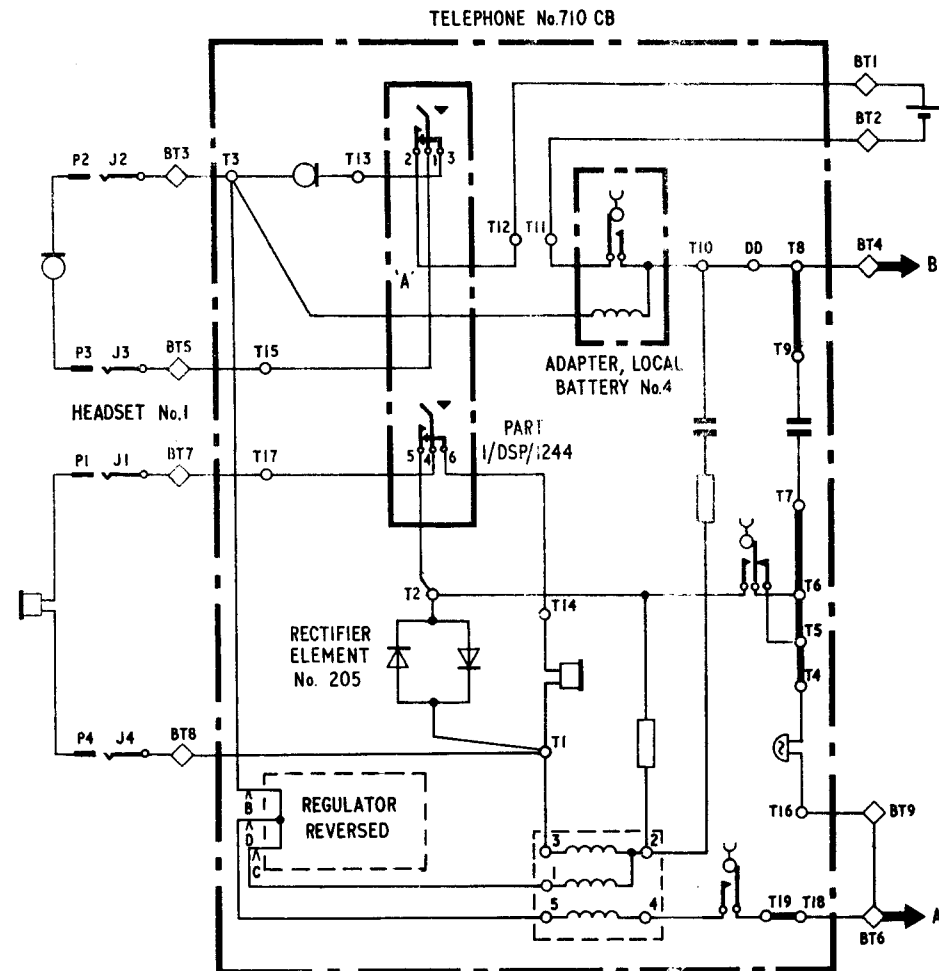 TELEPHONE No.710 CB
BT1
BT2
P2 J2 BT3 T3 T13
2 1 3
T12 T11
T10 DD T8 BT4
B
'A'
T9
P3 J3 BT5 T15
ADAPTER, LOCAL
BATTERY No.4
HEADSET No.1
PART
1/DSP/1244
P1 J1 BT7 T17
5 4 6
T7
T2
T14
T6
T5
T4
RECTIFIER
ELEMENT
No. 205
P4 J4 BT8
T1
T16
BT9
B
D
C
REGULATOR
REVERSED
3 2
1
5 4
T19 T18
BT6
A